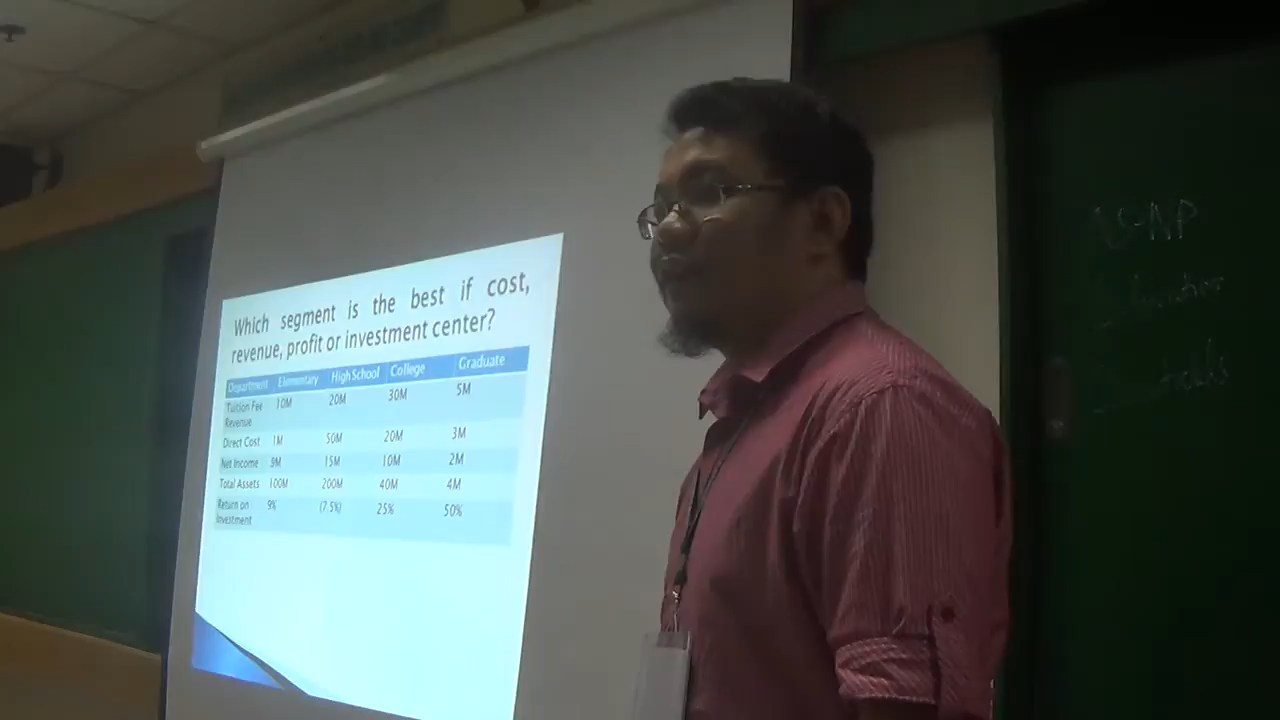 Which segment is the best if cost,
revenue, profit or investment center?
Department Elementary High School College Graduate
Tuition Fee Revenue 10M 20M 30M 5M
Direct Cost 1M 50M 20M 3M
Net Income 9M 15M 10M 2M
Total Assets 100M 200M 40M 4M
Return on Investment 9% (7.5%) 25% 50%